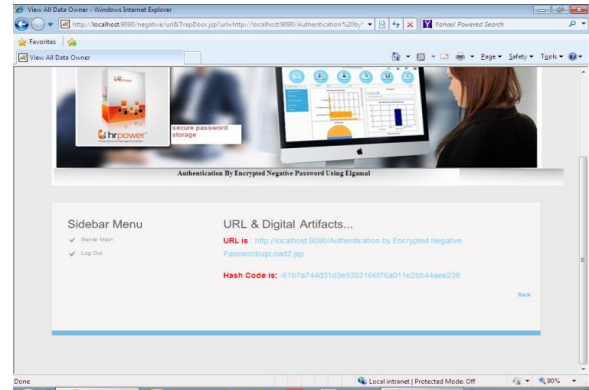 View All Data Owner - Windows Internet Explorer
http://localhost:9090/negative/url&TrapDoor.jsp?url=http://localhost:9090/Authentication%20by'
Yahoo! Powered Search
Favorites
View All Data Owner
Page Safety Tools
hrpower
secure password
storage
Authentication By Encrypted Negative Password Using Elgamal
Sidebar Menu
Server Main
Log Out
URL & Digital Artifacts...
URL is : http://localhost:9090/Authentication by Encrypted Negative
Password/upLoad2.jsp
Hash Code is:
Back
Done
Local intranet | Protected Mode: Off
90%